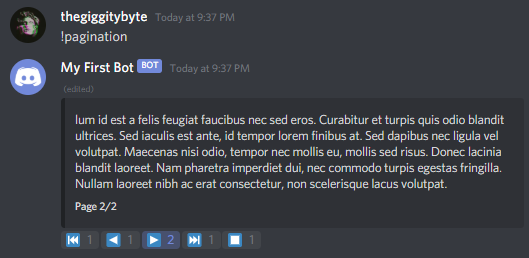 thegiggitybyte Today at 9:37 PM
!pagination
My First Bot BOT Today at 9:37 PM
(edited)
Ium id est a felis feugiat faucibus nec sed eros. Curabitur et turpis quis odio blandit
ultrices. Sed iaculis est ante, id tempor lorem finibus at. Sed dapibus nec ligula vel
volutpat. Maecenas nisi odio, tempor nec mollis eu, mollis sed risus. Donec lacinia
blandit laoreet. Nam pharetra imperdiet dui, nec commodo turpis egestas fringilla.
Nullam laoreet nibh ac erat consectetur, non scelerisque lacus volutpat.
Page 2/2
1 1 2 1 1